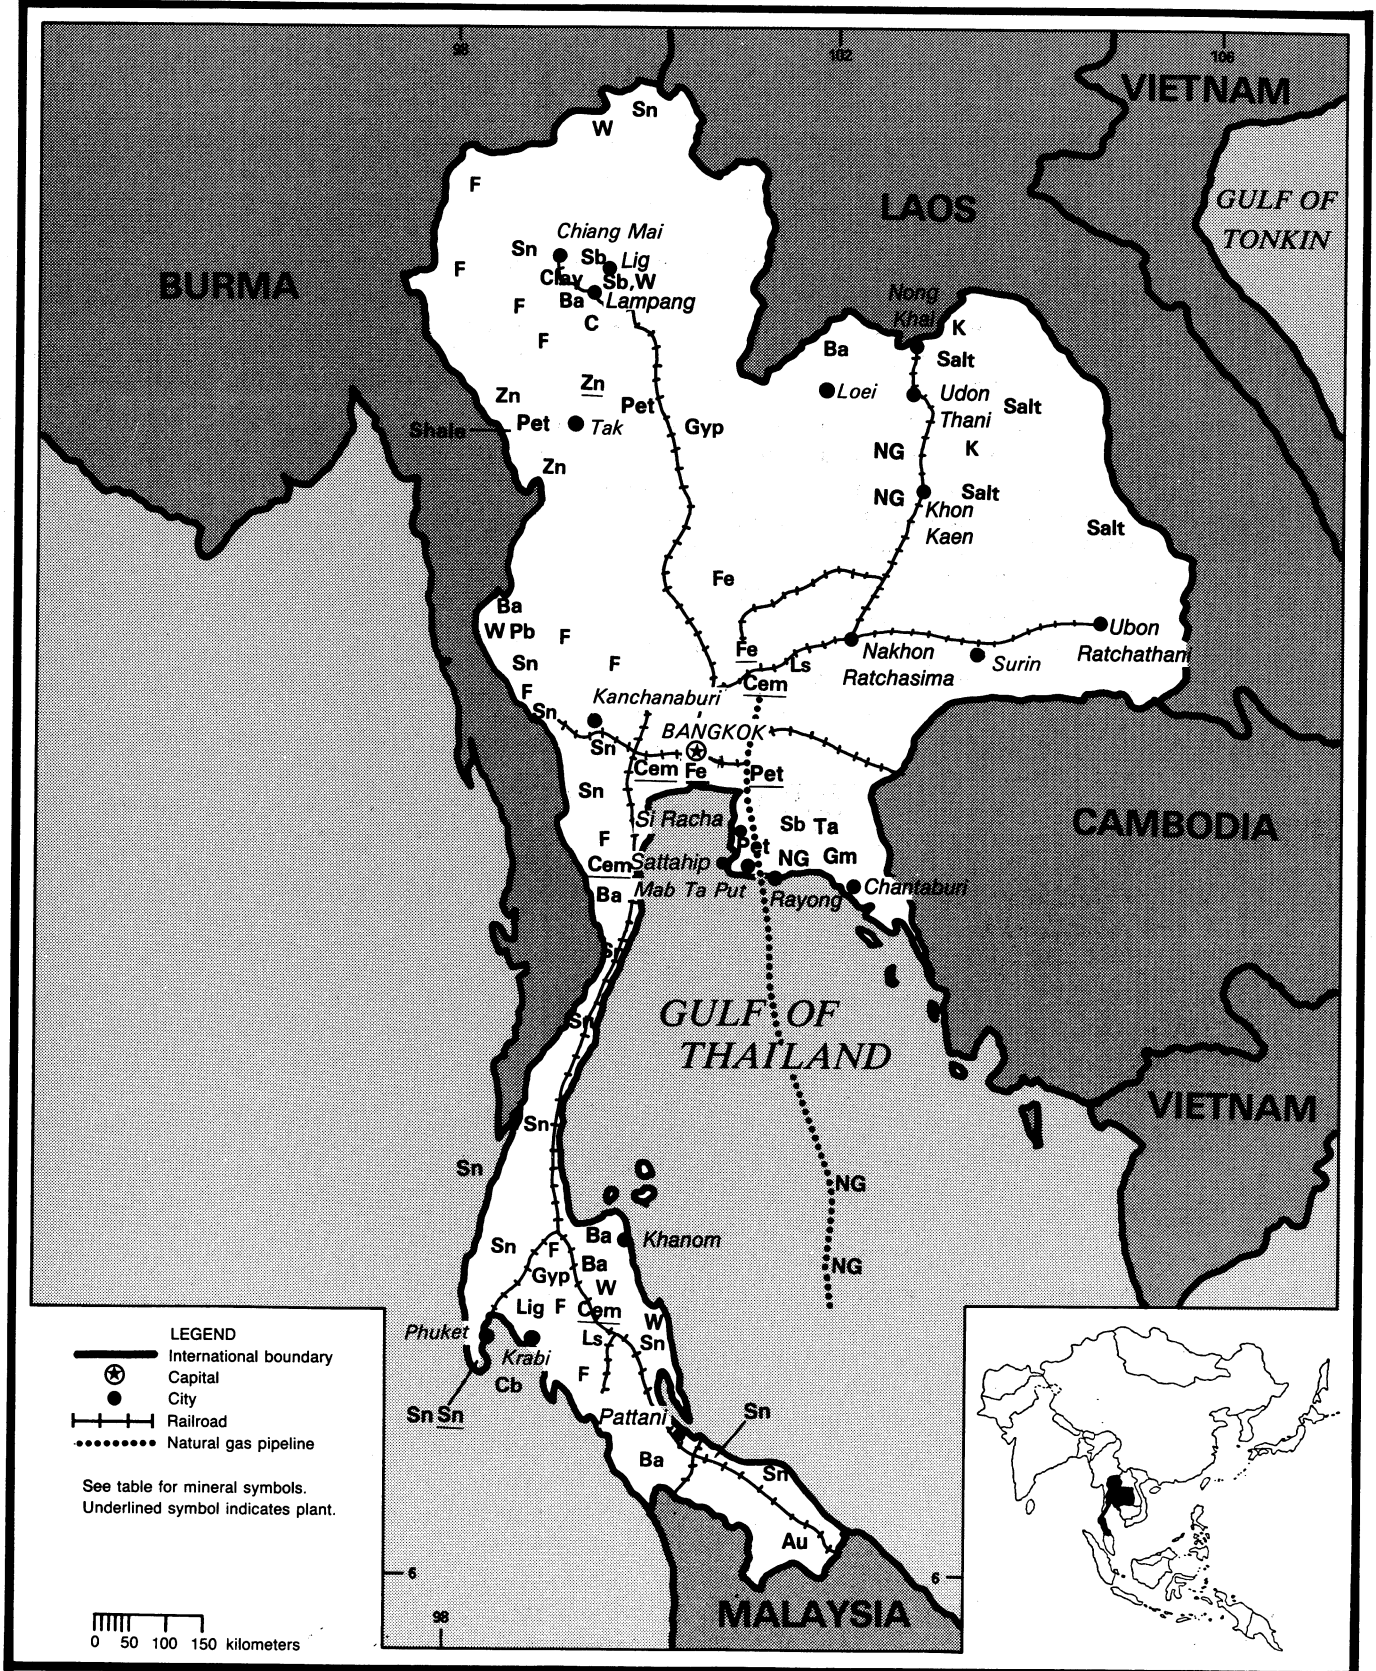 98
102
106
VIETNAM
Sn
W
F
GULF OF
TONKIN
LAOS
Chiang Mai
Sn
Sb
Lig
F
Clay
Sb,W
BURMA
Ba
Lampang
F
C
Nong
Khai
K
F
Ba
Salt
Zn
Zn
Loei
Udon
Thani
Salt
Pet
Shale
Pet
Tak
Gyp
NG
K
Zn
NG
Salt
Khon
Kaen
Salt
Fe
Ba
W Pb
F
Ubon
Ratchathani
Fe
Sn
F
Ls
Nakhon
Ratchasima
Surin
Cem
F
Kanchanaburi
Sn
BANGKOK
Sn
Cem
Fe
Pet
Sn
Si Racha
Sb
Ta
CAMBODIA
F
Pet
Cem
Sattahip
NG
Gm
Ba
Mab Ta Put
Rayong
Chantaburi
Sn
GULF OF
THAILAND
Sn
VIETNAM
Sn
Sn
NG
Ba
Khanom
Sn
F
Ba
NG
Gyp
W
Lig
F
Cem
W
Phuket
Ls
Sn
Krabi
F
Cb
Sn Sn
Pattani
Sn
Ba
Sn
Au
MALAYSIA
LEGEND
International boundary
Capital
City
Railroad
Natural gas pipeline
See table for mineral symbols.
Underlined symbol indicates plant.
6
6
98
0 50 100 150 kilometers